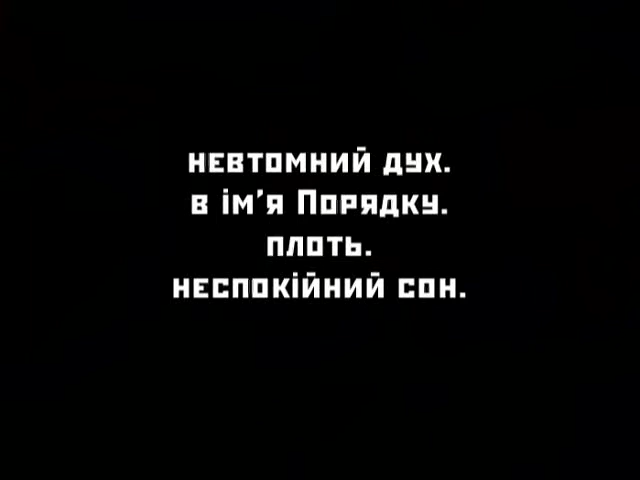 невтомний дух.
в ім'я Порядку.
плоть.
неспокійний сон.